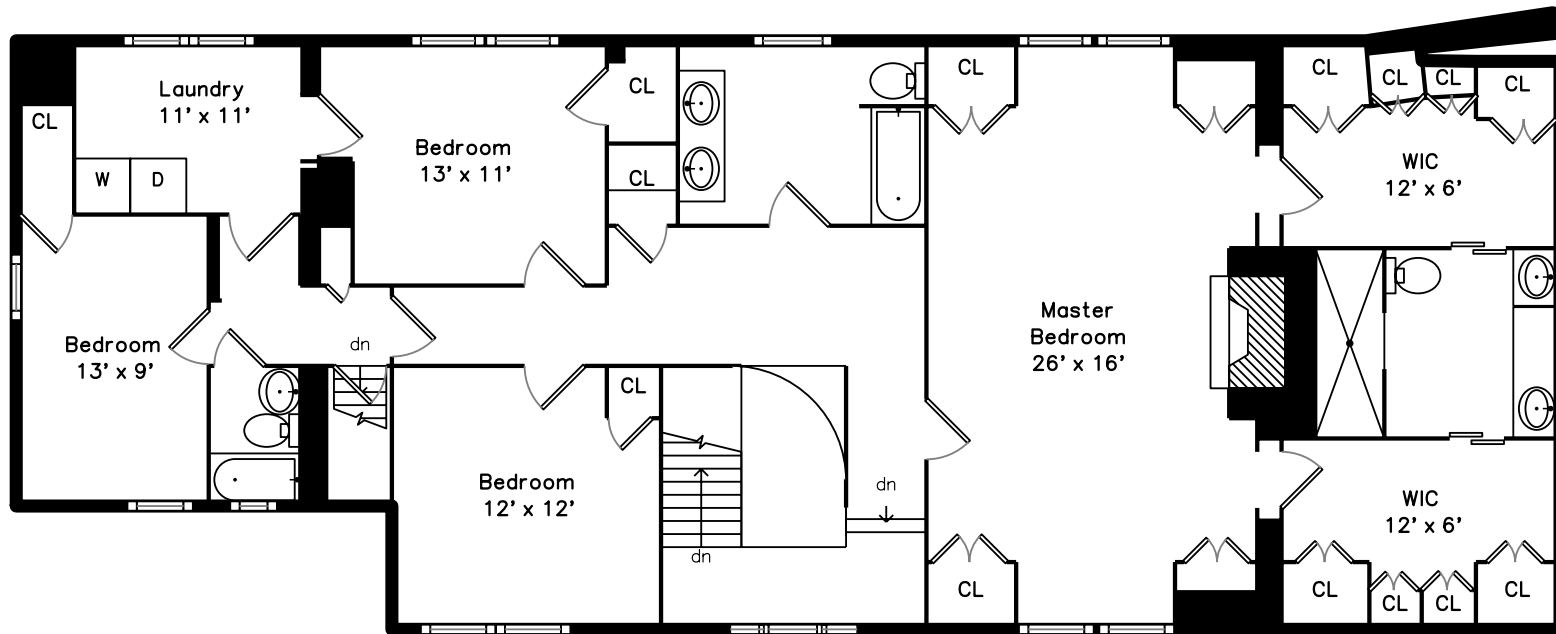 Laundry
11' x 11'
CL
W
D
Bedroom
13' x 11'
CL
CL
CL
CL
CL
CL
CL
WIC
12' x 6'
Bedroom
13' x 9'
dn
Master
Bedroom
26' x 16'
CL
Bedroom
12' x 12'
dn
dn
WIC
12' x 6'
CL
CL
CL
CL
CL